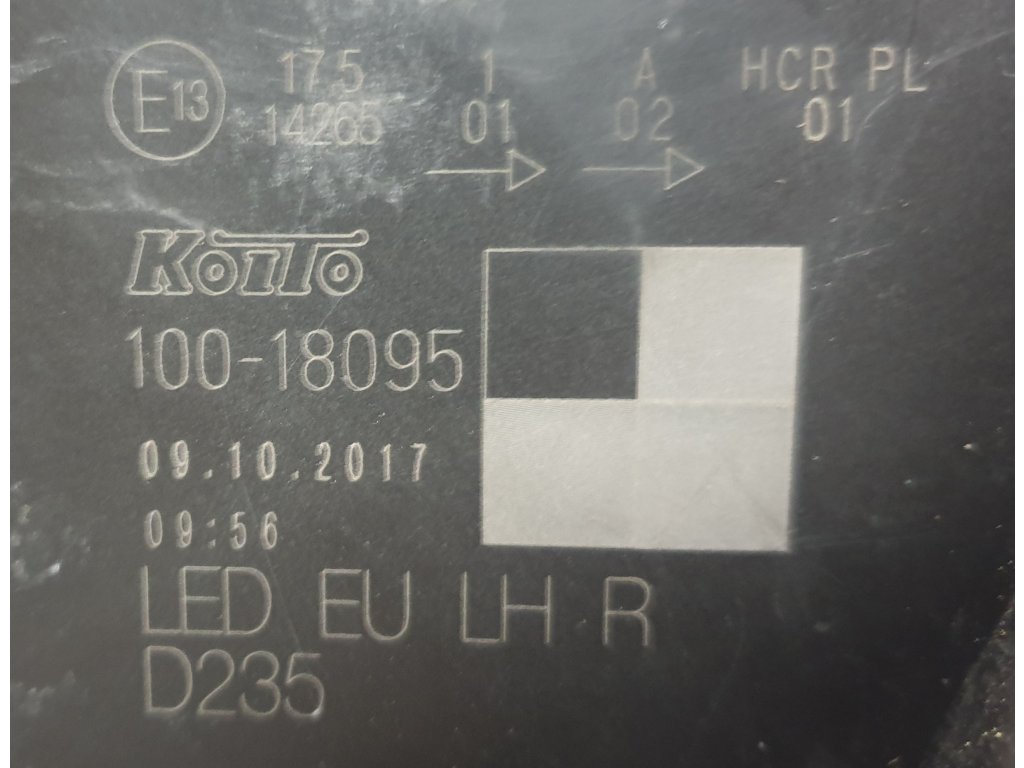 E13 17.5 1 A HCR PL
14265 01 02 01
KOITO
100-18095
09.10.2017
09:56
LED EU LH R
D235